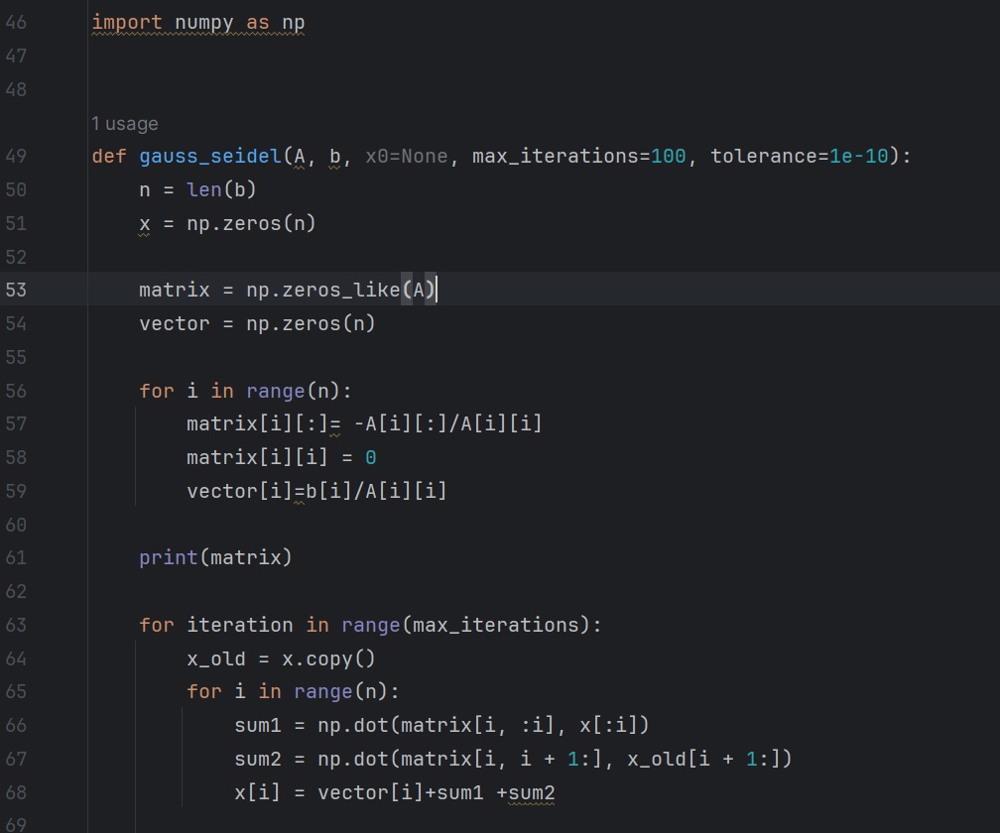 46 import numpy as np
47
48
1 usage
49 def gauss_seidel(A, b, x0=None, max_iterations=100, tolerance=1e-10):
50     n = len(b)
51     x = np.zeros(n)
52
53     matrix = np.zeros_like(A)
54     vector = np.zeros(n)
55
56     for i in range(n):
57         matrix[i][:]= -A[i][:]/A[i][i]
58         matrix[i][i] = 0
59         vector[i]=b[i]/A[i][i]
60
61     print(matrix)
62
63     for iteration in range(max_iterations):
64         x_old = x.copy()
65         for i in range(n):
66             sum1 = np.dot(matrix[i, :i], x[:i])
67             sum2 = np.dot(matrix[i, i + 1:], x_old[i + 1:])
68             x[i] = vector[i]+sum1 +sum2
69